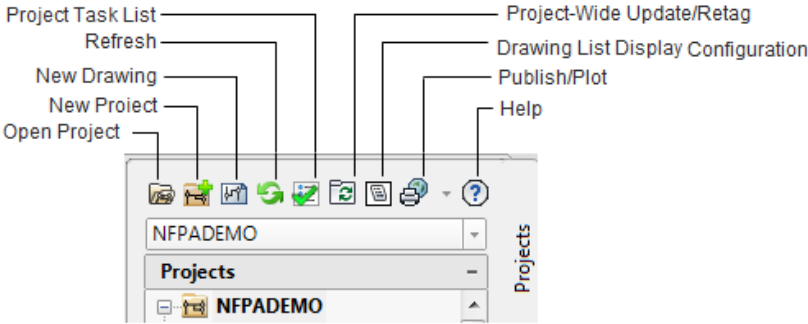 Project Task List
Project-Wide Update/Retag
Refresh
Drawing List Display Configuration
New Drawing
Publish/Plot
New Proiect
Help
Open Project
NFPADEMO
Projects
Projects
NFPADEMO